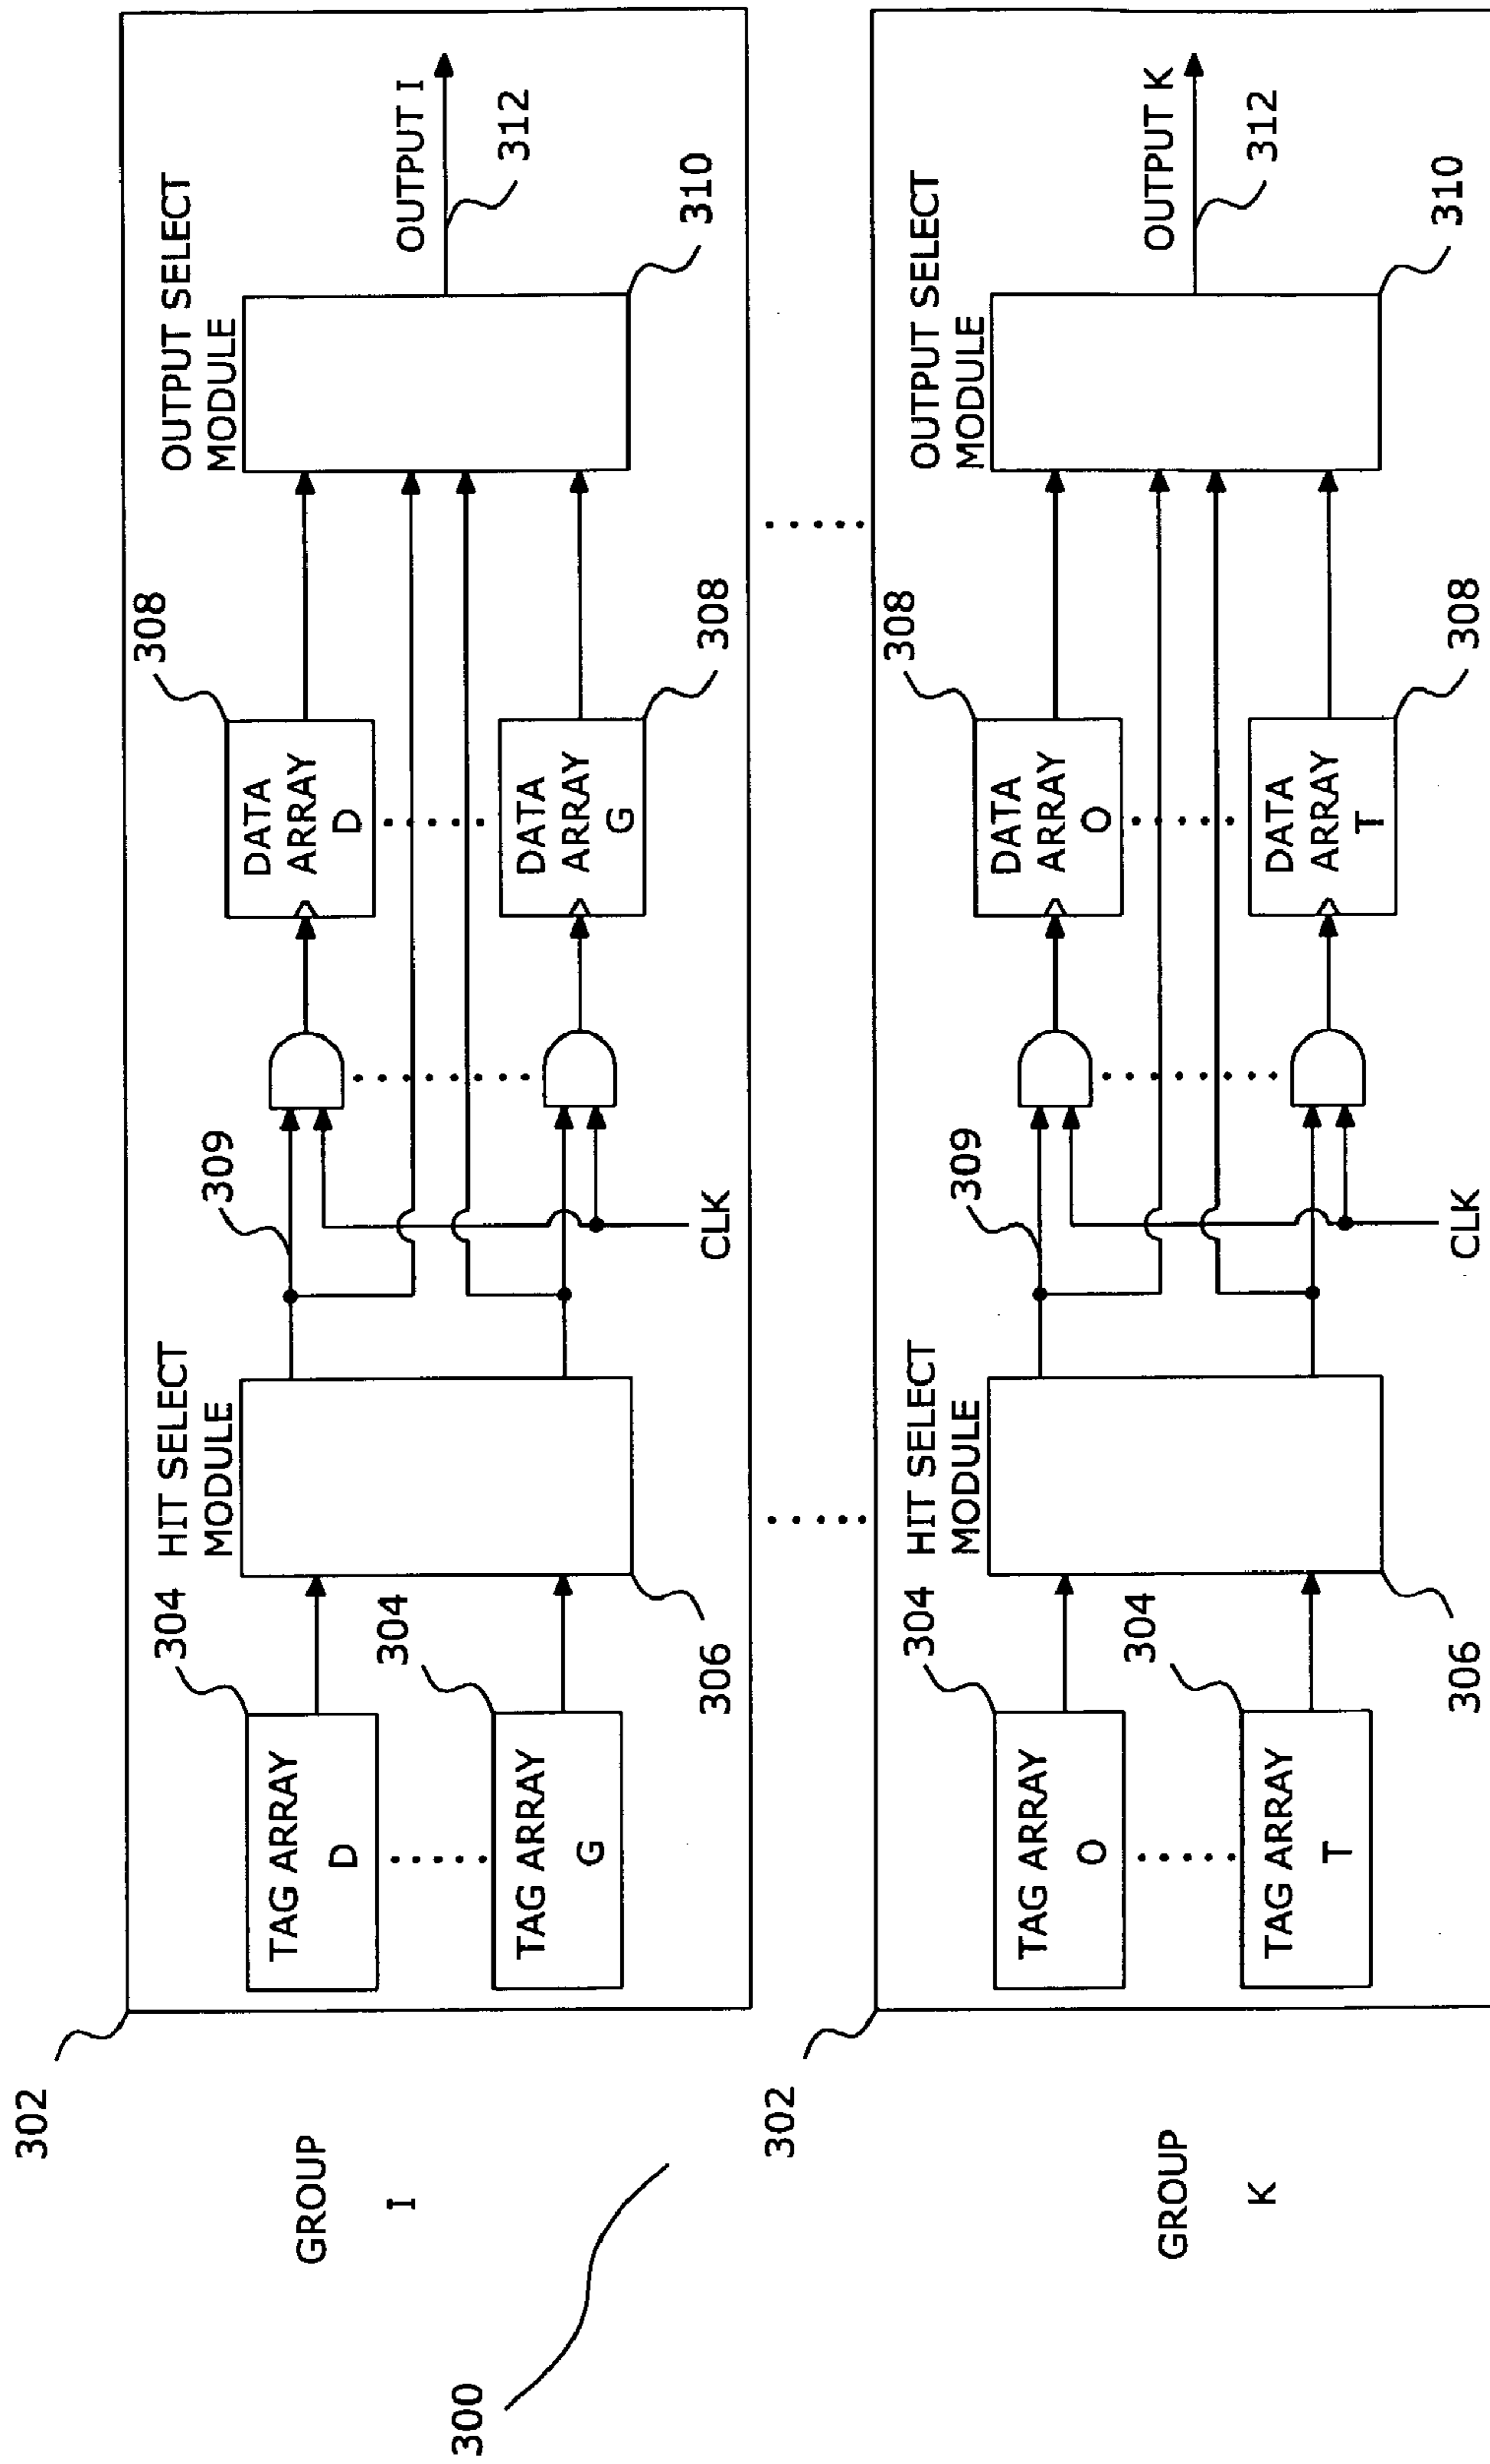 300
GROUP
I
302
304
HIT SELECT
MODULE
TAG ARRAY
D
304
TAG ARRAY
G
306
309
CLK
308
DATA
ARRAY
D
DATA
ARRAY
G
308
OUTPUT SELECT
MODULE
310
OUTPUT I
312
GROUP
K
302
304
HIT SELECT
MODULE
TAG ARRAY
O
304
TAG ARRAY
T
306
309
CLK
308
DATA
ARRAY
O
DATA
ARRAY
T
308
OUTPUT SELECT
MODULE
310
OUTPUT K
312